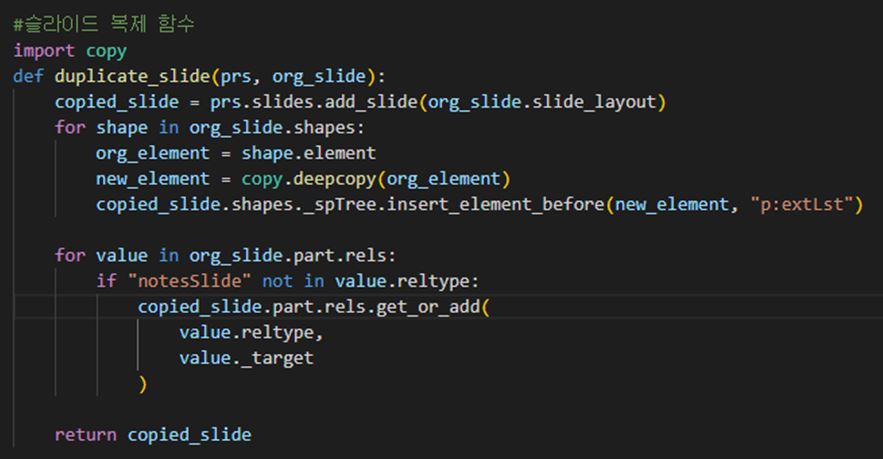 #슬라이드 복제 함수
import copy
def duplicate_slide(prs, org_slide):
    copied_slide = prs.slides.add_slide(org_slide.slide_layout)
    for shape in org_slide.shapes:
        org_element = shape.element
        new_element = copy.deepcopy(org_element)
        copied_slide.shapes._spTree.insert_element_before(new_element, "p:extLst")

    for value in org_slide.part.rels:
        if "notesSlide" not in value.reltype:
            copied_slide.part.rels.get_or_add(
                value.reltype,
                value._target
            )

    return copied_slide